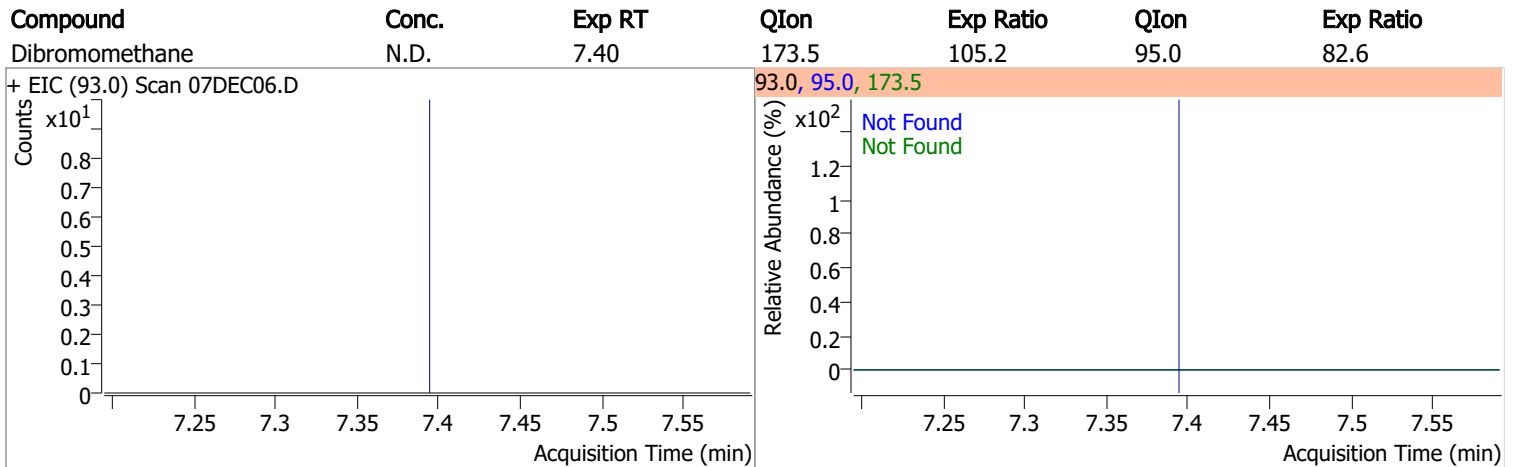 Compound Conc. Exp RT QIon Exp Ratio QIon Exp Ratio
Dibromomethane N.D. 7.40 173.5 105.2 95.0 82.6
+ EIC (93.0) Scan 07DEC06.D
Counts
x10¹
0.8
0.7
0.6
0.5
0.4
0.3
0.2
0.1
0
7.25 7.3 7.35 7.4 7.45 7.5 7.55
Acquisition Time (min)
93.0, 95.0, 173.5
Relative Abundance (%)
x10²
Not Found
Not Found
1.2
1
0.8
0.6
0.4
0.2
0
7.25 7.3 7.35 7.4 7.45 7.5 7.55
Acquisition Time (min)